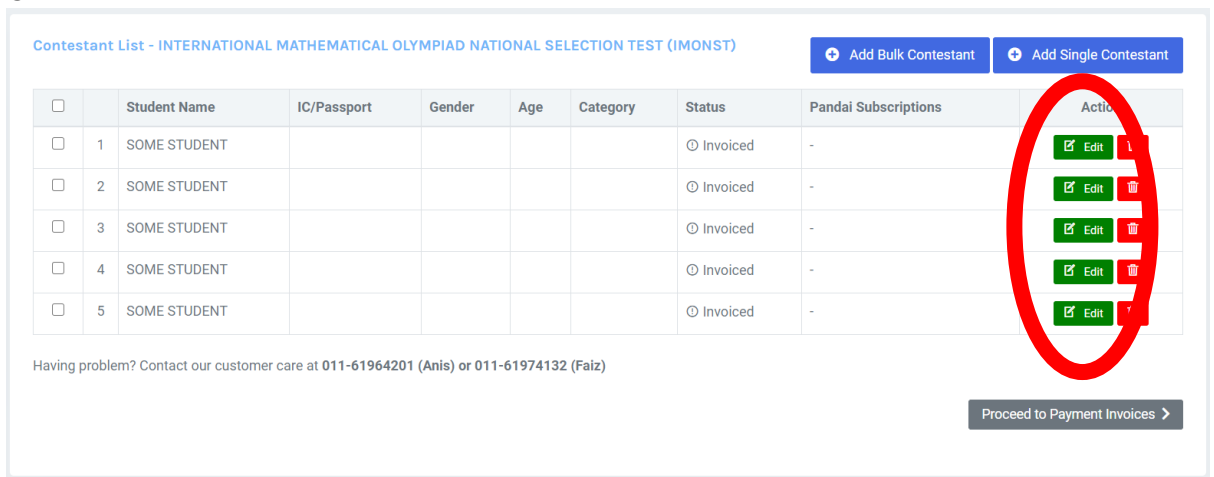 Contestant List - INTERNATIONAL MATHEMATICAL OLYMPIAD NATIONAL SELECTION TEST (IMONST)
Add Bulk Contestant Add Single Contestant
Student Name IC/Passport Gender Age Category Status Pandai Subscriptions Actio
1 SOME STUDENT Invoiced - Edit
2 SOME STUDENT Invoiced - Edit
3 SOME STUDENT Invoiced - Edit
4 SOME STUDENT Invoiced - Edit
5 SOME STUDENT Invoiced - Edit
Having problem? Contact our customer care at 011-61964201 (Anis) or 011-61974132 (Faiz)
Proceed to Payment Invoices